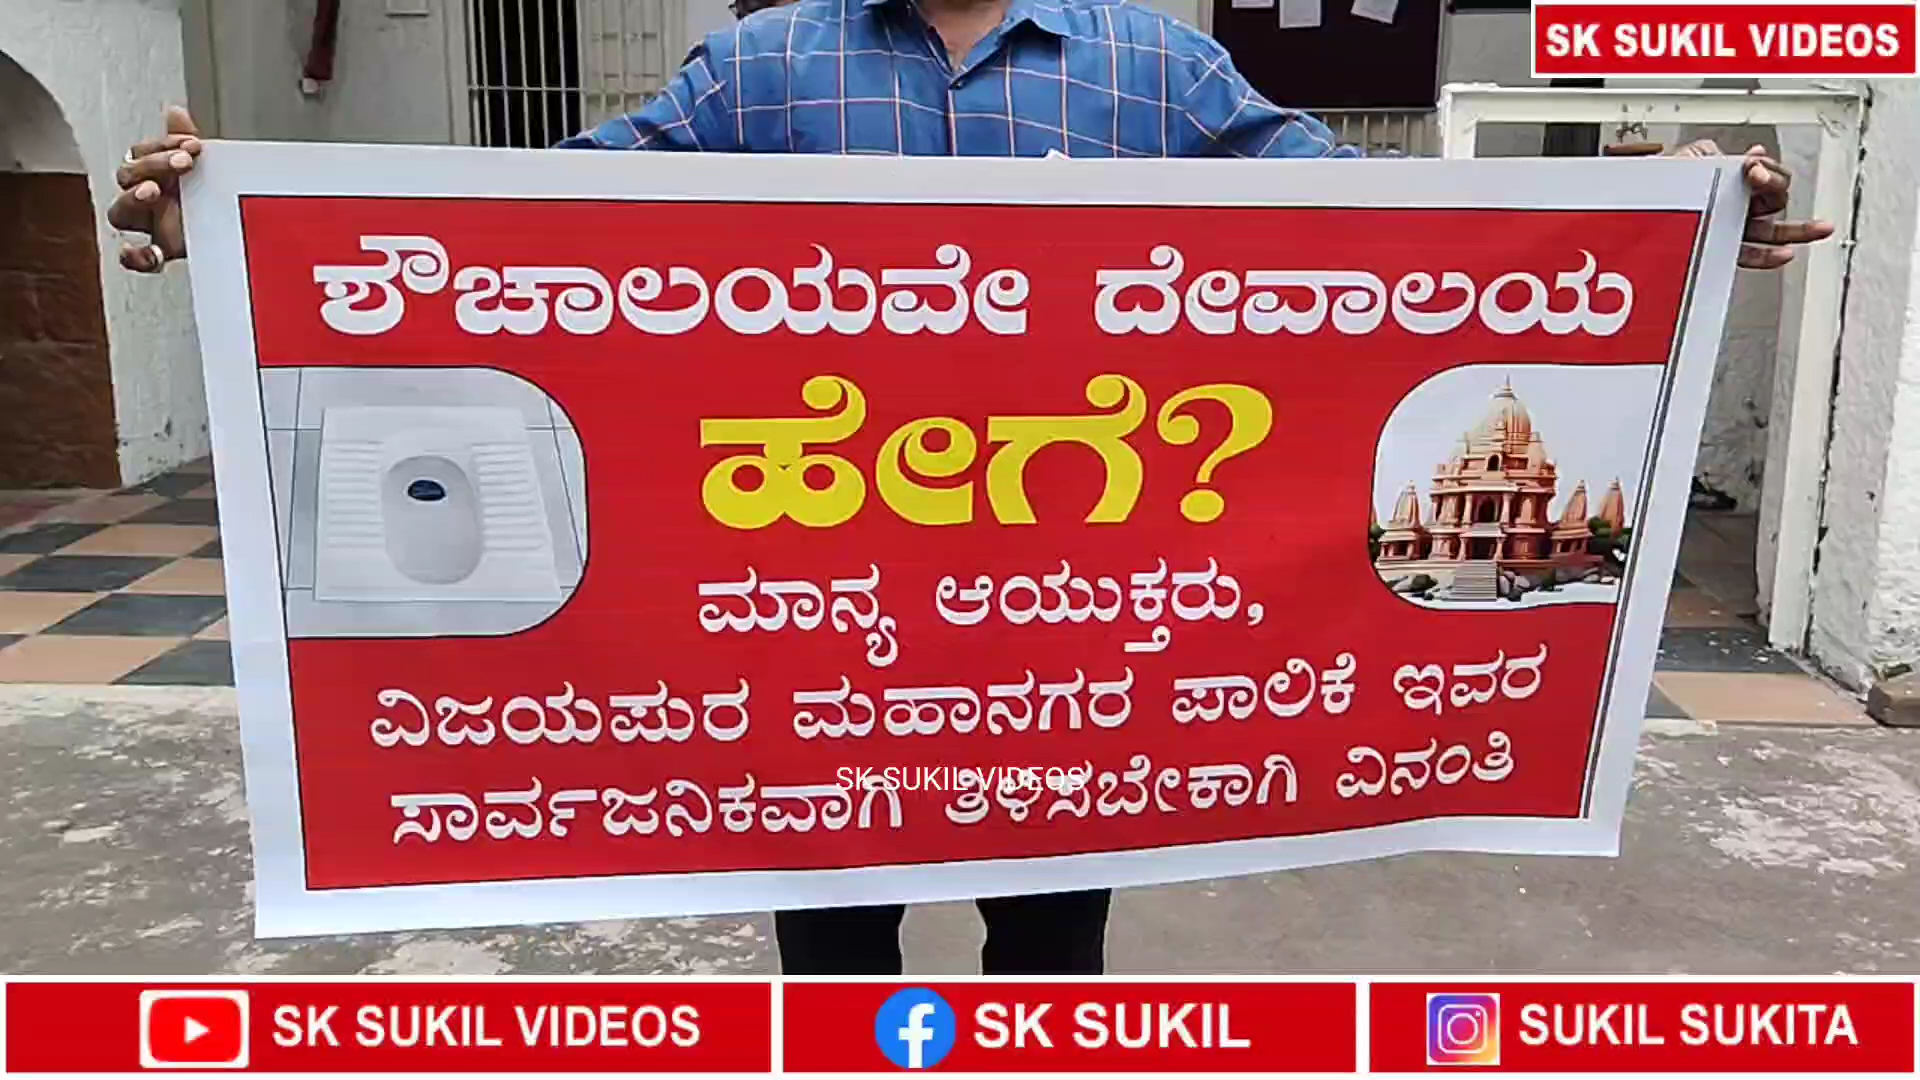 SK SUKIL VIDEOS
ಶೌಚಾಲಯವೇ ದೇವಾಲಯ
ಹೇಗೆ?
ಮಾನ್ಯ ಆಯುಕ್ತರು,
ವಿಜಯಪುರ ಮಹಾನಗರ ಪಾಲಿಕೆ ಇವರ
SK SUKIL VIDEOS
ಸಾರ್ವಜನಿಕವಾಗಿ ತಿಳಿಸಬೇಕಾಗಿ ವಿನಂತಿ
SK SUKIL VIDEOS
SK SUKIL
SUKIL SUKITA